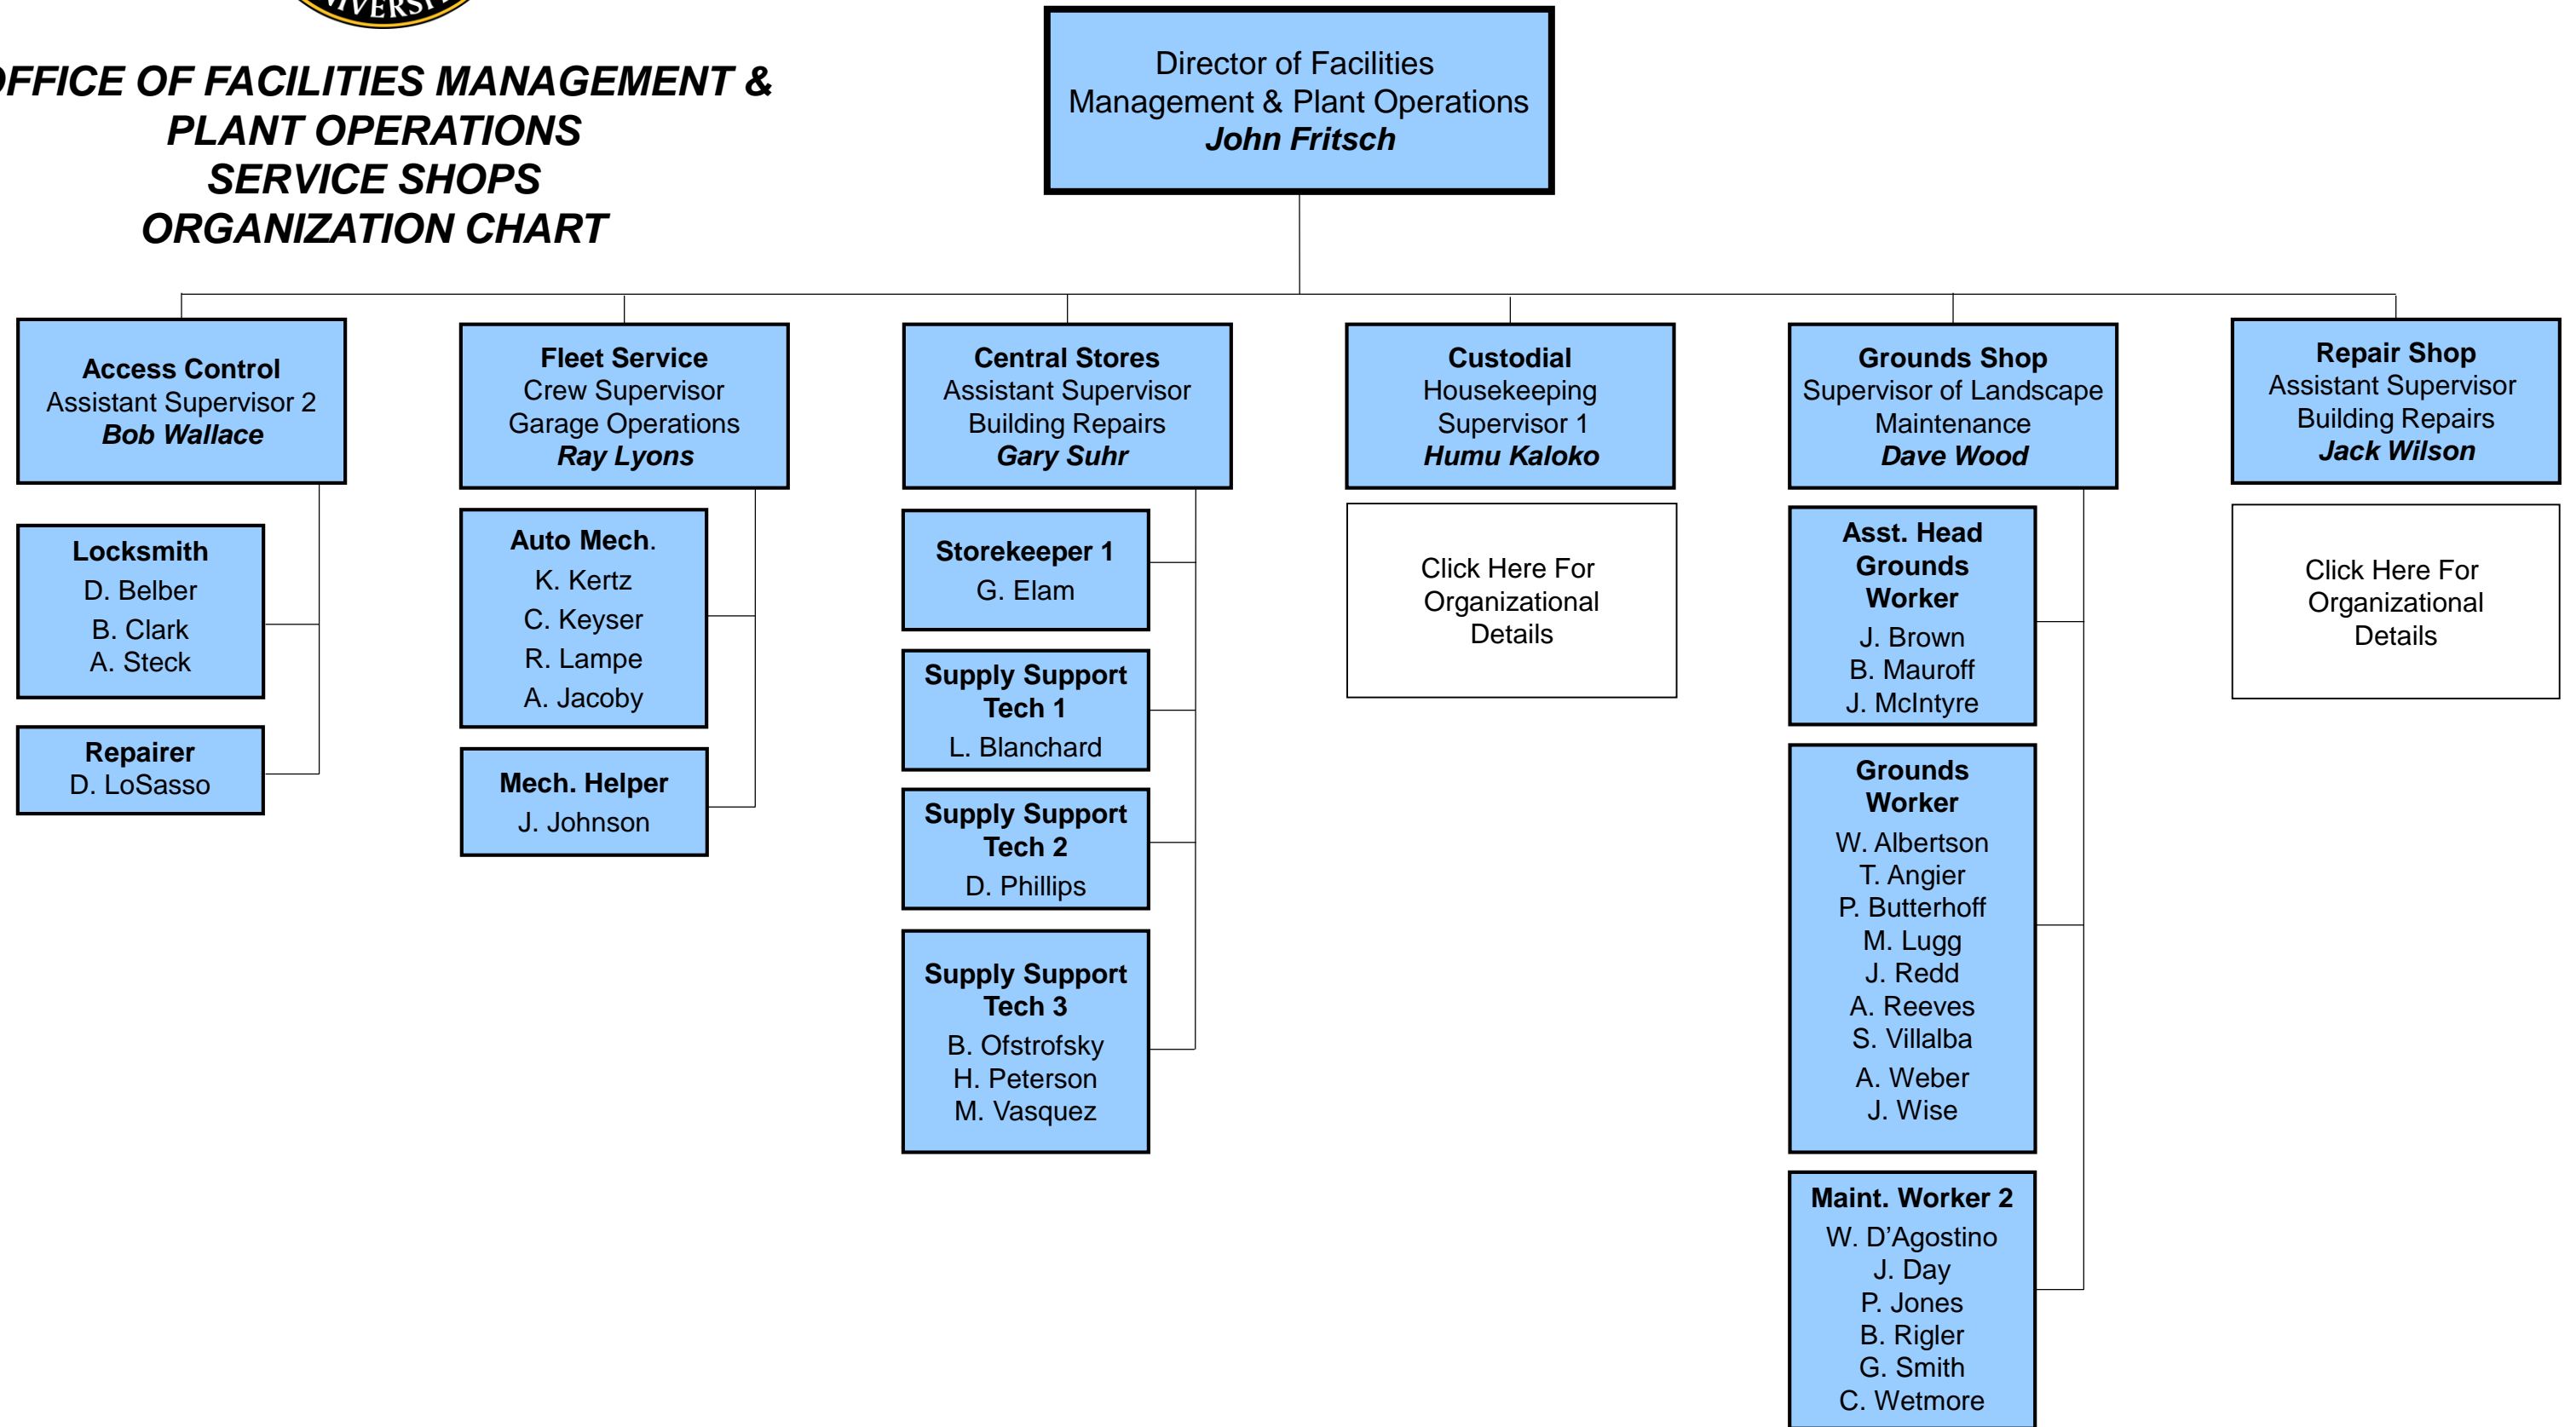 OFFICE OF FACILITIES MANAGEMENT &
PLANT OPERATIONS
SERVICE SHOPS
ORGANIZATION CHART
Director of Facilities
Management & Plant Operations
John Fritsch
Access Control
Assistant Supervisor 2
Bob Wallace
Locksmith
D. Belber
B. Clark
A. Steck
Repairer
D. LoSasso
Fleet Service
Crew Supervisor
Garage Operations
Ray Lyons
Auto Mech.
K. Kertz
C. Keyser
R. Lampe
A. Jacoby
Mech. Helper
J. Johnson
Central Stores
Assistant Supervisor
Building Repairs
Gary Suhr
Storekeeper 1
G. Elam
Supply Support
Tech 1
L. Blanchard
Supply Support
Tech 2
D. Phillips
Supply Support
Tech 3
B. Ofstrofsky
H. Peterson
M. Vasquez
Custodial
Housekeeping
Supervisor 1
Humu Kaloko
Click Here For
Organizational
Details
Grounds Shop
Supervisor of Landscape
Maintenance
Dave Wood
Asst. Head
Grounds
Worker
J. Brown
B. Mauroff
J. McIntyre
Grounds
Worker
W. Albertson
T. Angier
P. Butterhoff
M. Lugg
J. Redd
A. Reeves
S. Villalba
A. Weber
J. Wise
Maint. Worker 2
W. D’Agostino
J. Day
P. Jones
B. Rigler
G. Smith
C. Wetmore
Repair Shop
Assistant Supervisor
Building Repairs
Jack Wilson
Click Here For
Organizational
Details